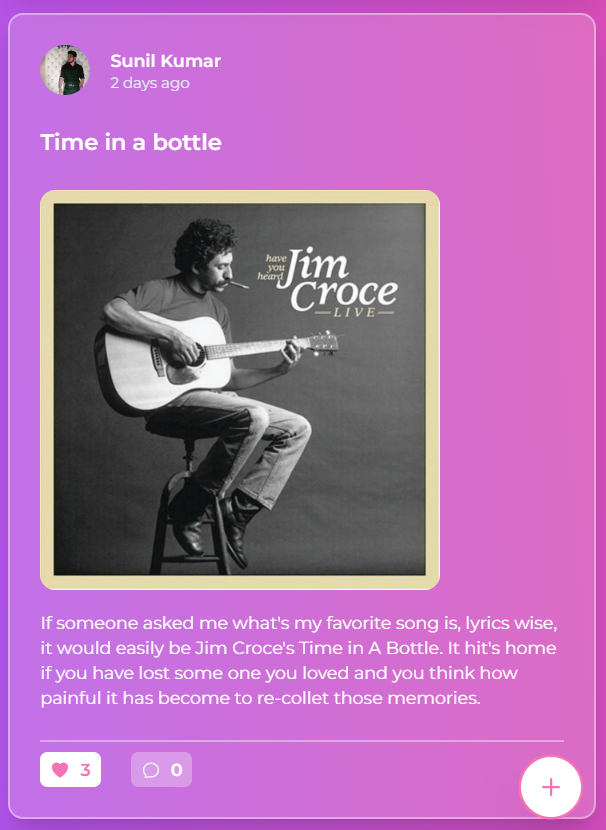 Sunil Kumar
2 days ago
Time in a bottle
have
you
heard
Jim
Croce
LIVE
If someone asked me what's my favorite song is, lyrics wise,
it would easily be Jim Croce's Time in A Bottle. It hit's home
if you have lost some one you loved and you think how
painful it has become to re-collet those memories.
3
0